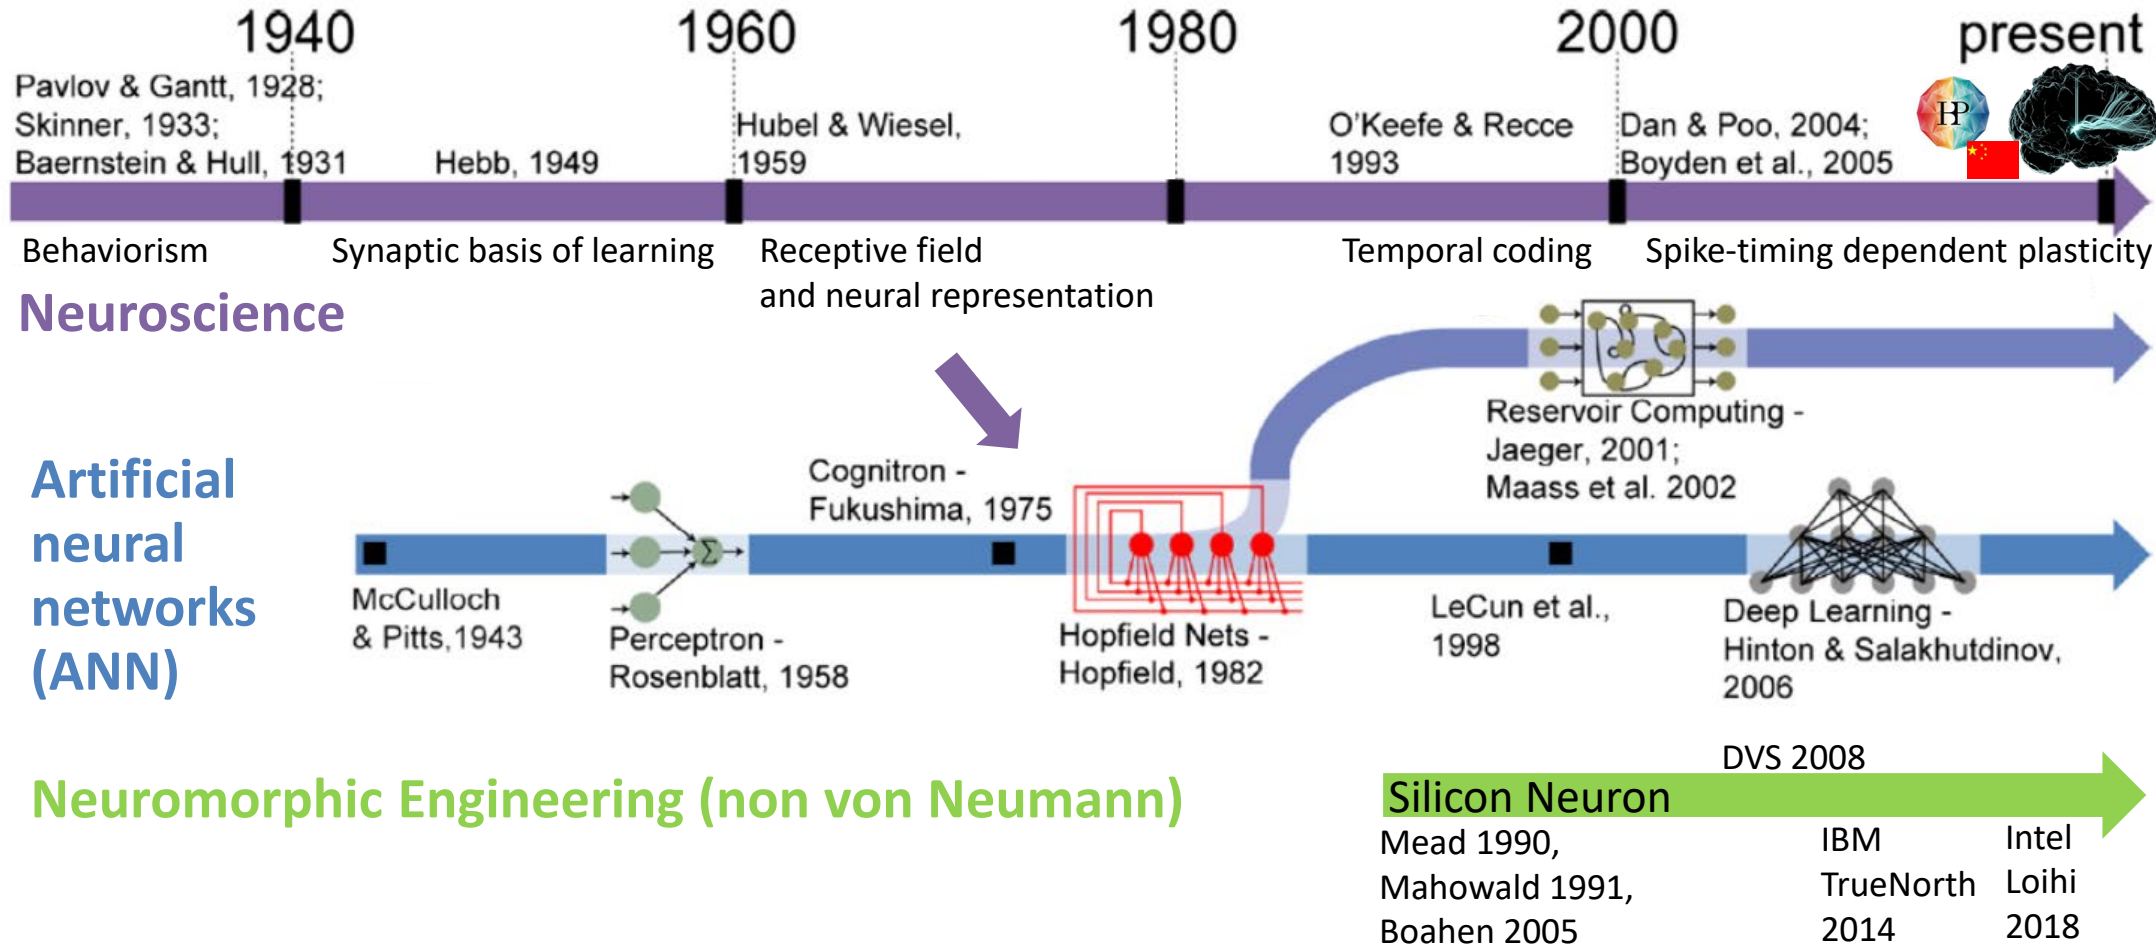 1940
1960
1980
2000
present
Pavlov & Gantt, 1928;
Skinner, 1933;
Baernstein & Hull, 1931
Hebb, 1949
Hubel & Wiesel,
1959
O'Keefe & Recce
1993
Dan & Poo, 2004;
Boyden et al., 2005
HP
Behaviorism
Synaptic basis of learning
Receptive field
and neural representation
Temporal coding
Spike-timing dependent plasticity
Neuroscience
Reservoir Computing -
Jaeger, 2001;
Maass et al. 2002
Artificial
neural
networks
(ANN)
Cognitron -
Fukushima, 1975
Σ
McCulloch
& Pitts,1943
Perceptron -
Rosenblatt, 1958
Hopfield Nets -
Hopfield, 1982
LeCun et al.,
1998
Deep Learning -
Hinton & Salakhutdinov,
2006
Neuromorphic Engineering (non von Neumann)
DVS 2008
Silicon Neuron
Mead 1990,
Mahowald 1991,
Boahen 2005
IBM
TrueNorth
2014
Intel
Loihi
2018